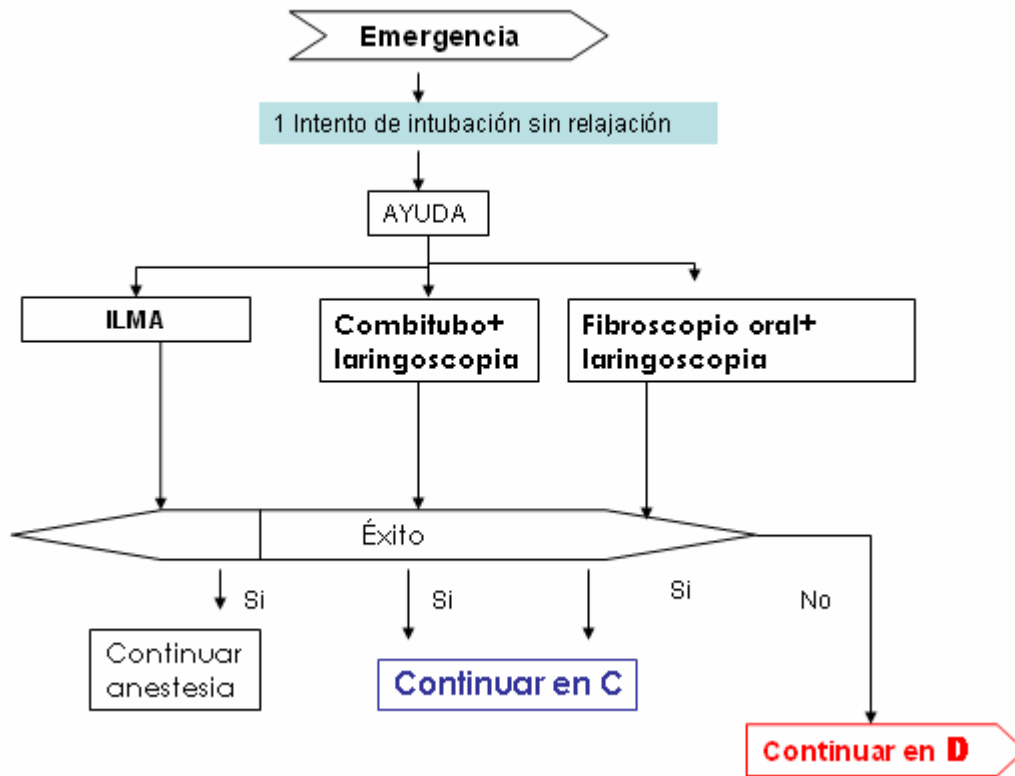 Emergencia
1 Intento de intubación sin relajación
AYUDA
ILMA
Combitubo+
laringoscopia
Fibroscopio oral+
laringoscopia
Éxito
Si
Si
Si
No
Continuar
anestesia
Continuar en C
Continuar en D